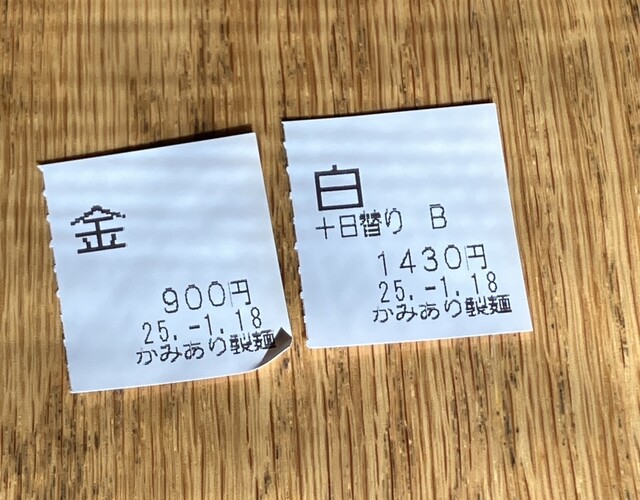 金
900円
25.-1.18
かみあり製麺
白
+日替り B
1430円
25.-1.18
かみあり製麺